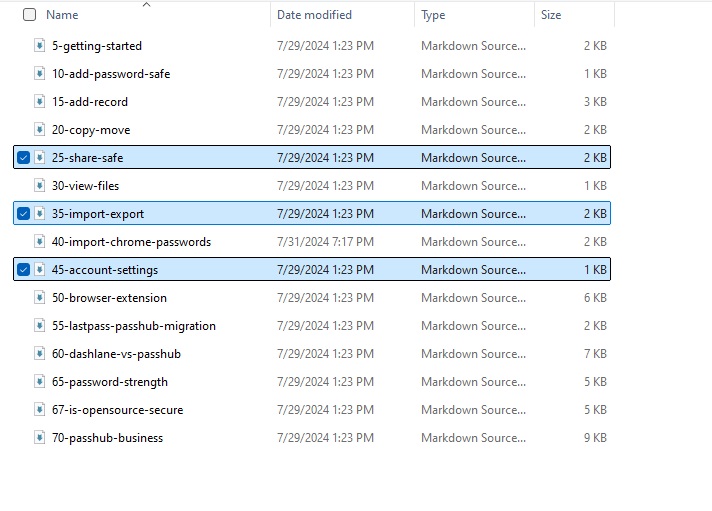 Name Date modified Type Size
5-getting-started 7/29/2024 1:23 PM Markdown Source... 2 KB
10-add-password-safe 7/29/2024 1:23 PM Markdown Source... 1 KB
15-add-record 7/29/2024 1:23 PM Markdown Source... 3 KB
20-copy-move 7/29/2024 1:23 PM Markdown Source... 2 KB
25-share-safe 7/29/2024 1:23 PM Markdown Source... 2 KB
30-view-files 7/29/2024 1:23 PM Markdown Source... 1 KB
35-import-export 7/29/2024 1:23 PM Markdown Source... 2 KB
40-import-chrome-passwords 7/31/2024 7:17 PM Markdown Source... 2 KB
45-account-settings 7/29/2024 1:23 PM Markdown Source... 1 KB
50-browser-extension 7/29/2024 1:23 PM Markdown Source... 6 KB
55-lastpass-passhub-migration 7/29/2024 1:23 PM Markdown Source... 2 KB
60-dashlane-vs-passhub 7/29/2024 1:23 PM Markdown Source... 7 KB
65-password-strength 7/29/2024 1:23 PM Markdown Source... 5 KB
67-is-opensource-secure 7/29/2024 1:23 PM Markdown Source... 5 KB
70-passhub-business 7/29/2024 1:23 PM Markdown Source... 9 KB